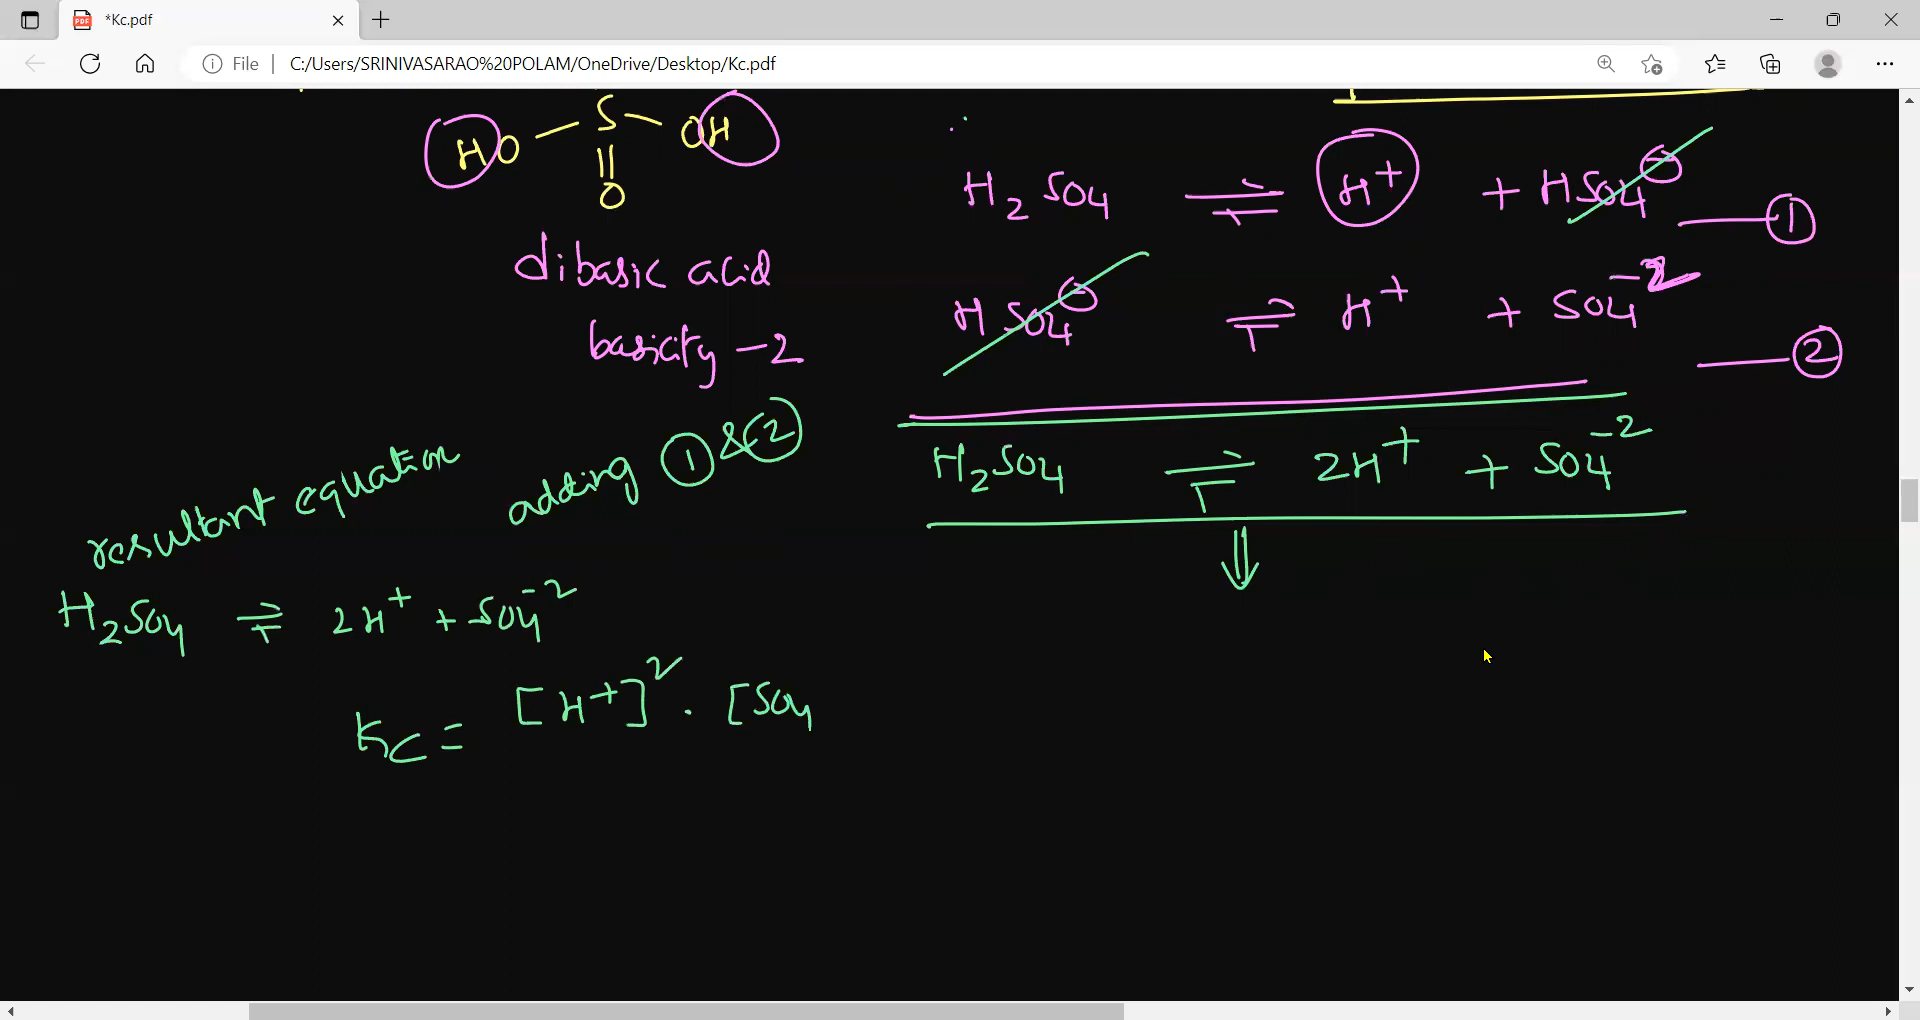 *Kc.pdf
File | C:/Users/SRINIVASARAO%20POLAM/OneDrive/Desktop/Kc.pdf
HO — S — OH
O
dibasic acid
basicity - 2
H2SO4 ⇌ H+ + HSO4⊖ — ①
HSO4⊖ ⇌ H+ + SO4-2 — ②
H2SO4 ⇌ 2H+ + SO4-2
resultant equation adding ① & ②
H2SO4 ⇌ 2H+ + SO4-2
Kc = [H+]2 . [SO4